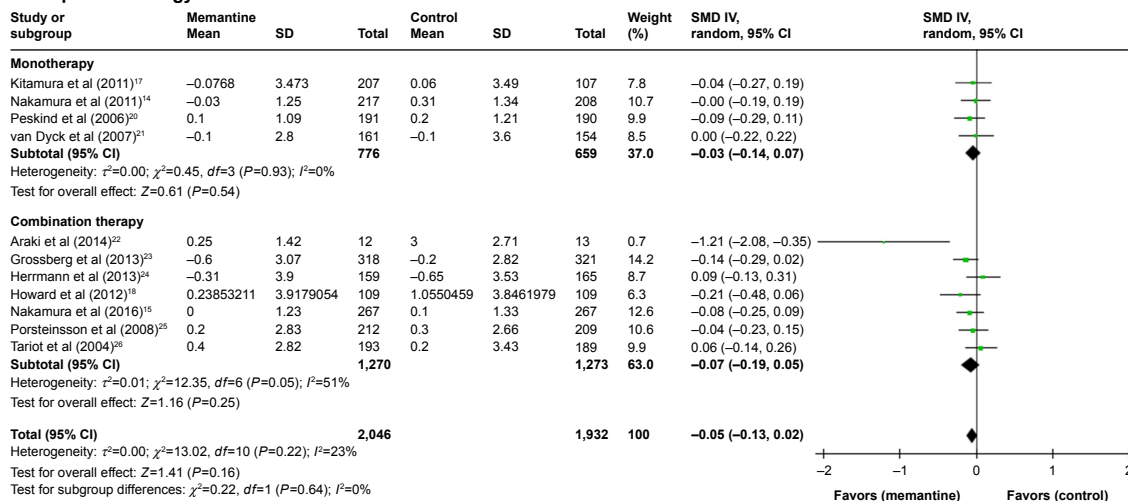 Study or subgroup Memantine Mean SD Total Control Mean SD Total Weight (%) SMD IV, random, 95% CI SMD IV, random, 95% CI
Monotherapy
Kitamura et al (2011)¹⁷ –0.0768 3.473 207 0.06 3.49 107 7.8 –0.04 (–0.27, 0.19)
Nakamura et al (2011)¹⁴ –0.03 1.25 217 0.31 1.34 208 10.7 –0.00 (–0.19, 0.19)
Peskind et al (2006)²⁰ 0.1 1.09 191 0.2 1.21 190 9.9 –0.09 (–0.29, 0.11)
van Dyck et al (2007)²¹ –0.1 2.8 161 –0.1 3.6 154 8.5 0.00 (–0.22, 0.22)
Subtotal (95% CI) 776 659 37.0 –0.03 (–0.14, 0.07)
Heterogeneity: τ²=0.00; χ²=0.45, df=3 (P=0.93); I²=0%
Test for overall effect: Z=0.61 (P=0.54)
Combination therapy
Araki et al (2014)²² 0.25 1.42 12 3 2.71 13 0.7 –1.21 (–2.08, –0.35)
Grossberg et al (2013)²³ –0.6 3.07 318 –0.2 2.82 321 14.2 –0.14 (–0.29, 0.02)
Herrmann et al (2013)²⁴ –0.31 3.9 159 –0.65 3.53 165 8.7 0.09 (–0.13, 0.31)
Howard et al (2012)¹⁸ 0.23853211 3.9179054 109 1.0550459 3.8461979 109 6.3 –0.21 (–0.48, 0.06)
Nakamura et al (2016)¹⁵ 0 1.23 267 0.1 1.33 267 12.6 –0.08 (–0.25, 0.09)
Porsteinsson et al (2008)²⁵ 0.2 2.83 212 0.3 2.66 209 10.6 –0.04 (–0.23, 0.15)
Tariot et al (2004)²⁶ 0.4 2.82 193 0.2 3.43 189 9.9 0.06 (–0.14, 0.26)
Subtotal (95% CI) 1,270 1,273 63.0 –0.07 (–0.19, 0.05)
Heterogeneity: τ²=0.01; χ²=12.35, df=6 (P=0.05); I²=51%
Test for overall effect: Z=1.16 (P=0.25)
Total (95% CI) 2,046 1,932 100 –0.05 (–0.13, 0.02)
Heterogeneity: τ²=0.00; χ²=13.02, df=10 (P=0.22); I²=23%
Test for overall effect: Z=1.41 (P=0.16)
Test for subgroup differences: χ²=0.22, df=1 (P=0.64); I²=0%
–2 –1 0 1 2
Favors (memantine) Favors (control)